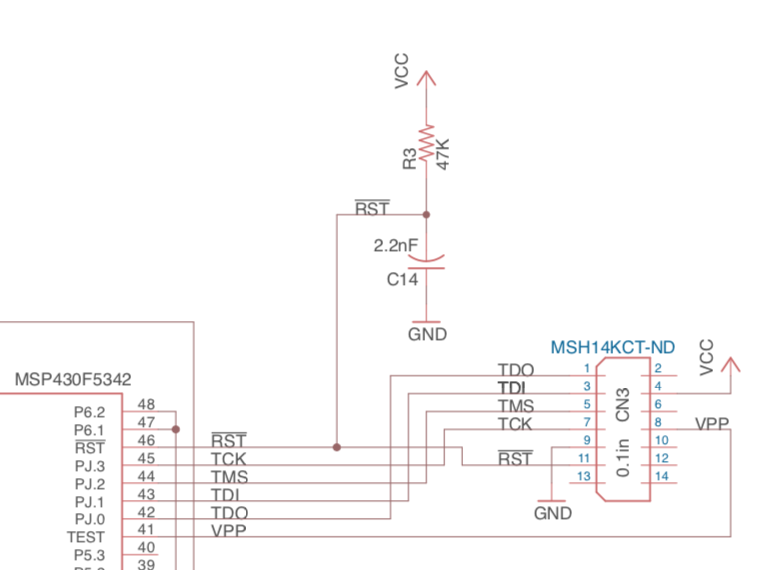 VCC
R3
47K
RST
2.2nF
C14
GND
MSP430F5342
MSH14KCT-ND
VCC
TDO 1 2
TDI 3 4
TMS 5 6
TCK 7 8 VPP
9 10
RST 11 12
13 14
CN3
0.1in
GND
P6.2 48
P6.1 47
RST 46 RST
PJ.3 45 TCK
PJ.2 44 TMS
PJ.1 43 TDI
PJ.0 42 TDO
TEST 41 VPP
P5.3 40
39